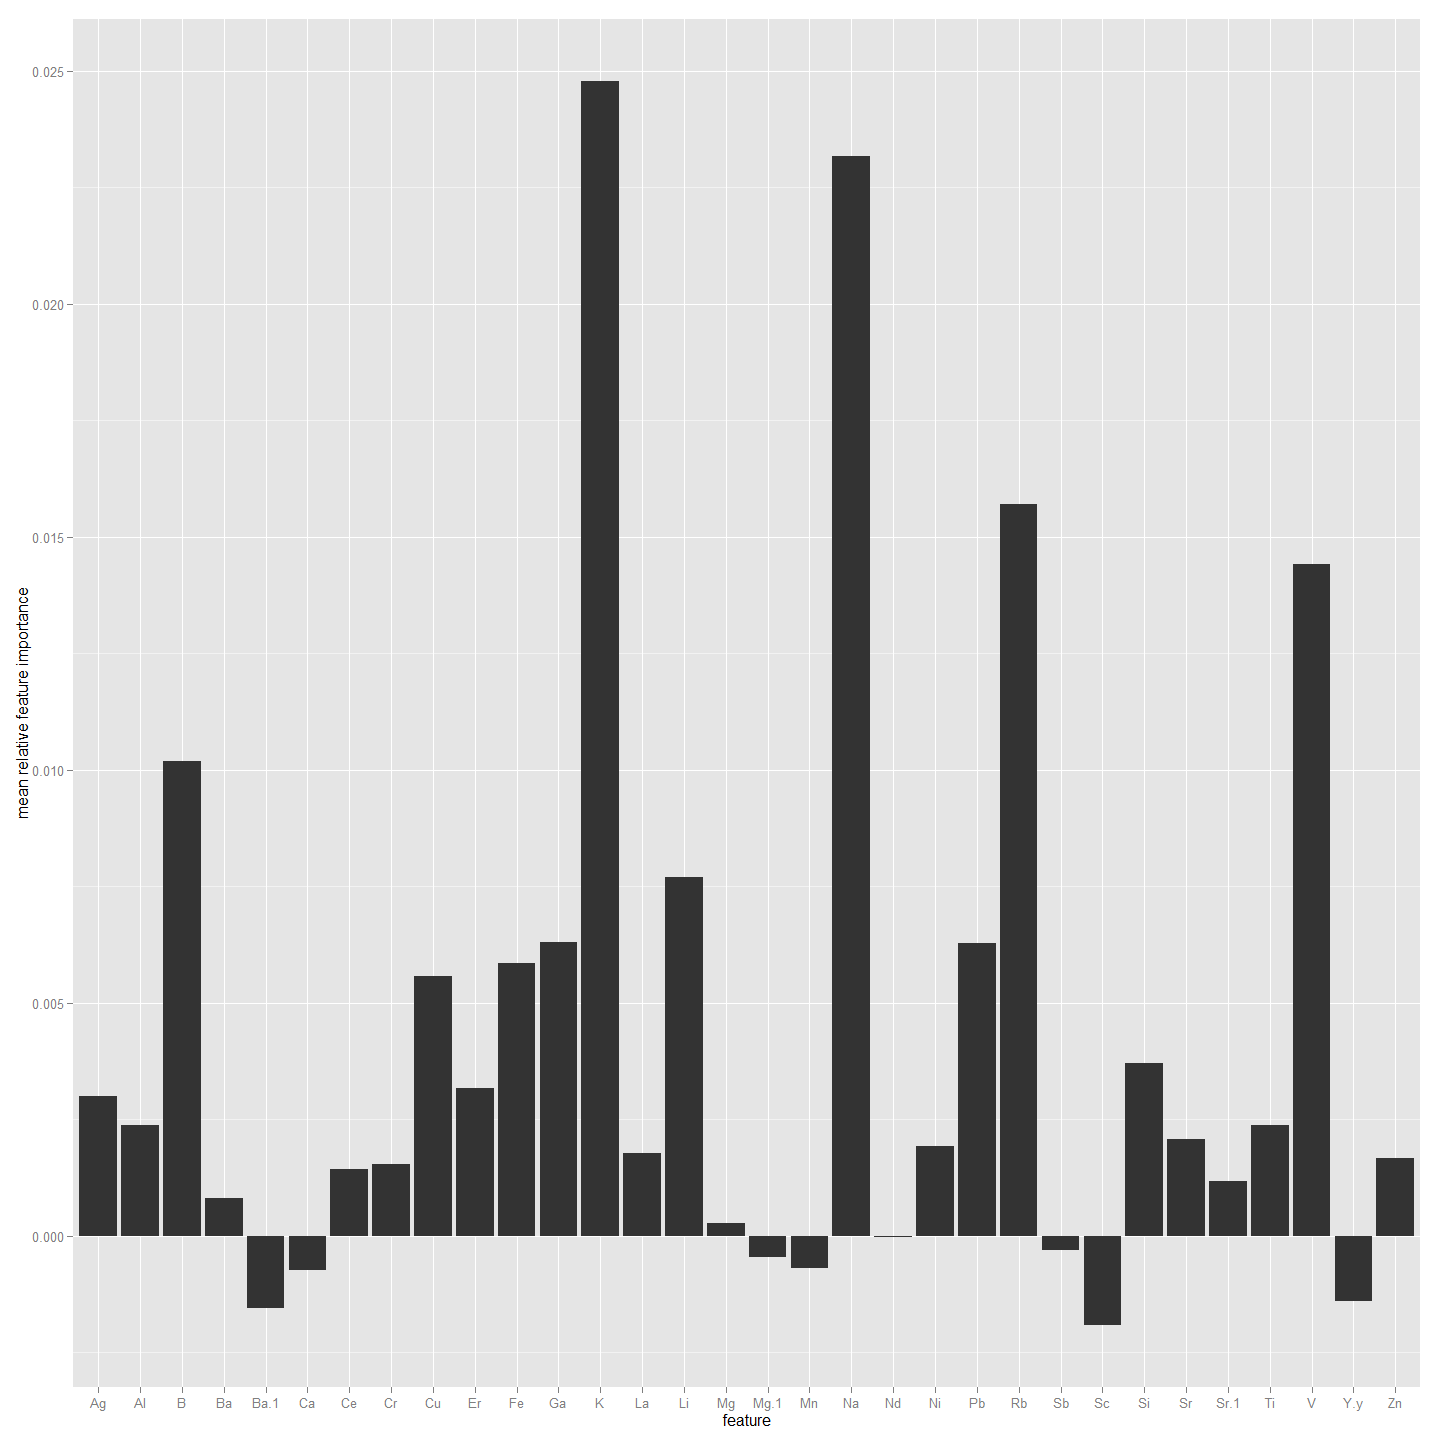 0.025
0.020
0.015
0.010
0.005
0.000
mean relative feature importance
Ag Al B Ba Ba.1 Ca Ce Cr Cu Er Fe Ga K La Li Mg Mg.1 Mn Na Nd Ni Pb Rb Sb Sc Si Sr Sr.1 Ti V Y.y Zn
feature